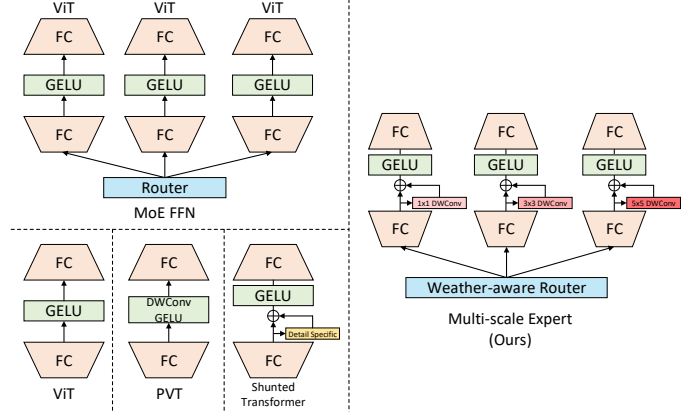 ViT ViT ViT
FC FC FC
GELU GELU GELU
FC FC FC
Router
MoE FFN
FC FC FC
GELU DWConv GELU
GELU
Detail Specific
FC FC FC
ViT PVT Shunted
Transformer
FC FC FC
GELU GELU GELU
1x1 DWConv 3x3 DWConv 5x5 DWConv
FC FC FC
Weather-aware Router
Multi-scale Expert
(Ours)